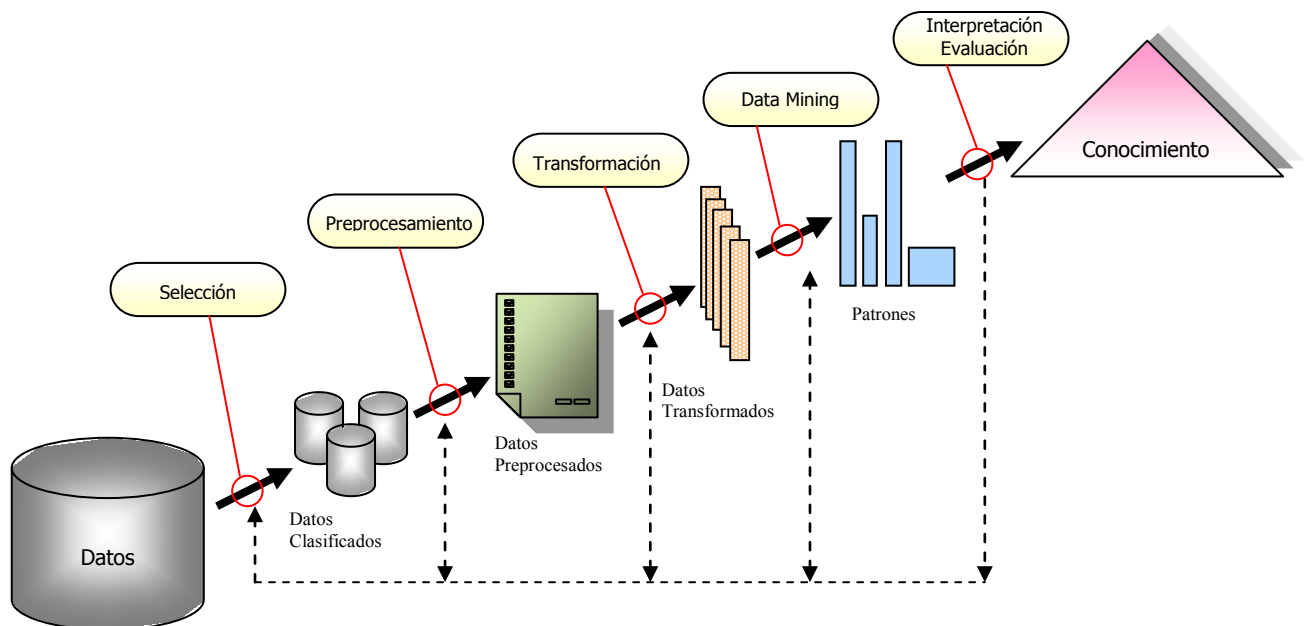 Interpretación
Evaluación
Data Mining
Conocimiento
Transformación
Preprocesamiento
Patrones
Selección
Datos
Transformados
Datos
Preprocesados
Datos
Clasificados
Datos